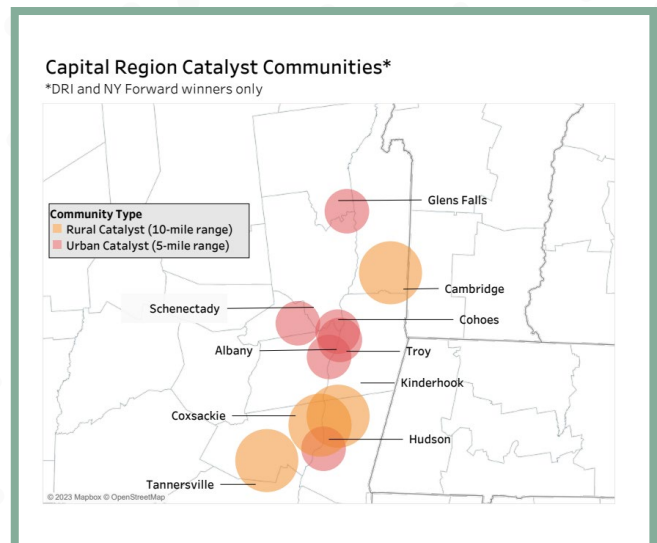 Capital Region Catalyst Communities*
*DRI and NY Forward winners only
Glens Falls
Community Type
Rural Catalyst (10-mile range)
Urban Catalyst (5-mile range)
Cambridge
Schenectady
Cohoes
Albany
Troy
Kinderhook
Coxsackie
Hudson
Tannersville
© 2023 Mapbox © OpenStreetMap